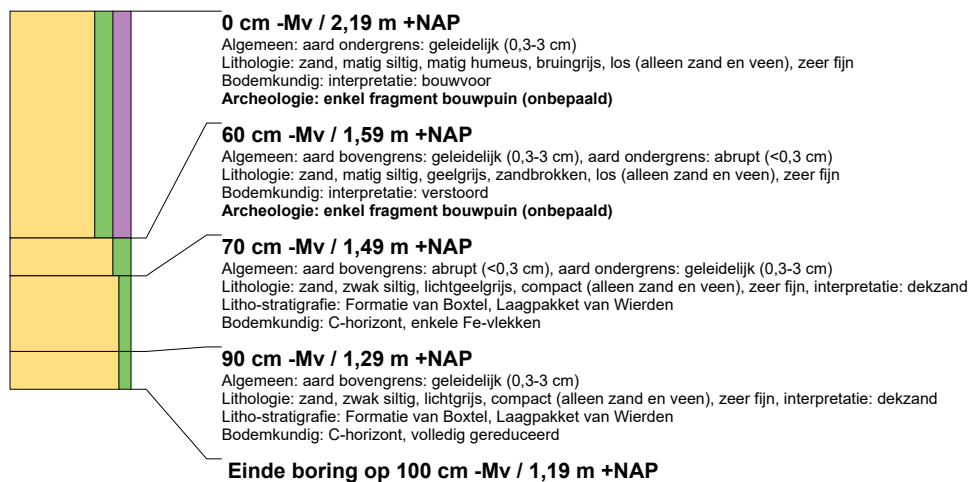 0 cm -Mv / 2,19 m +NAP
Algemeen: aard ondergrens: geleidelijk (0,3-3 cm)
Lithologie: zand, matig siltig, matig humeus, bruingrijs, los (alleen zand en veen), zeer fijn
Bodemkundig: interpretatie: bouwvoor
Archeologie: enkel fragment bouwpuin (onbepaald)
60 cm -Mv / 1,59 m +NAP
Algemeen: aard bovengrens: geleidelijk (0,3-3 cm), aard ondergrens: abrupt (<0,3 cm)
Lithologie: zand, matig siltig, geelgrijs, zandbrokken, los (alleen zand en veen), zeer fijn
Bodemkundig: interpretatie: verstoord
Archeologie: enkel fragment bouwpuin (onbepaald)
70 cm -Mv / 1,49 m +NAP
Algemeen: aard bovengrens: abrupt (<0,3 cm), aard ondergrens: geleidelijk (0,3-3 cm)
Lithologie: zand, zwak siltig, lichtgeelgrijs, compact (alleen zand en veen), zeer fijn, interpretatie: dekzand
Litho-stratigrafie: Formatie van Boxtel, Laagpakket van Wierden
Bodemkundig: C-horizont, enkele Fe-vlekken
90 cm -Mv / 1,29 m +NAP
Algemeen: aard bovengrens: geleidelijk (0,3-3 cm)
Lithologie: zand, zwak siltig, lichtgrijs, compact (alleen zand en veen), zeer fijn, interpretatie: dekzand
Litho-stratigrafie: Formatie van Boxtel, Laagpakket van Wierden
Bodemkundig: C-horizont, volledig gereduceerd
Einde boring op 100 cm -Mv / 1,19 m +NAP